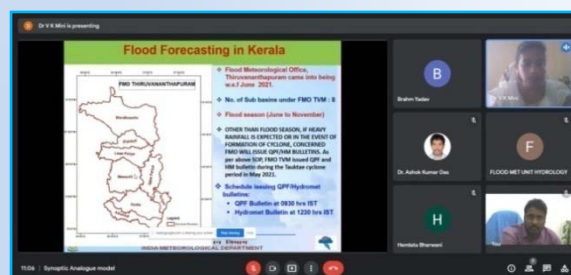 Dr V K Mini is presenting
Flood Forecasting in Kerala
FMO THIRUVANANTHAPURAM
Flood Meteorological Office,
Thiruvananthapuram came into being
w.e.f June 2021.
No. of Sub basins under FMO TVM : 8
Flood season (June to November)
OTHER THAN FLOOD SEASON, IF HEAVY
RAINFALL IS EXPECTED OR IN THE EVENT OF
FORMATION OF CYCLONE, CONCERNED
FMO WILL ISSUE QPF/HM BULLETINS. As
per above SOP, FMO TVM issued QPF and
HM bulletin during the Tauktae cyclone
period in May 2021.
Schedule issuing QPF/Hydromet
bulletins:
QPF Bulletin at 0930 hrs IST
Hydromet Bulletin at 1230 hrs IST
INDIA METEOROLOGICAL DEPARTMENT
B
Brahm Yadav
V K Mini
Dr. Ashok Kumar Das
F
FLOOD MET UNIT HYDROLOGY
H
Hemlata Bharwani
You
11:06 | Synoptic Analogue model